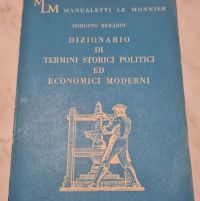 MLM MANUALETTI LE MONNIER
ROBERTO BERARDI
DIZIONARIO
DI
TERMINI STORICI POLITICI
ED
ECONOMICI MODERNI